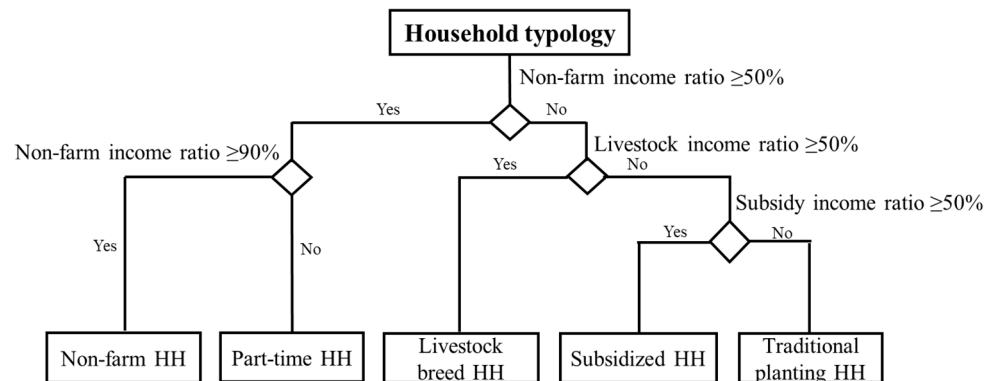 Household typology
Non-farm income ratio ≥50%
Yes
No
Non-farm income ratio ≥90%
Livestock income ratio ≥50%
Yes
No
Subsidy income ratio ≥50%
Yes
No
Yes
No
Non-farm HH
Part-time HH
Livestock
breed HH
Subsidized HH
Traditional
planting HH